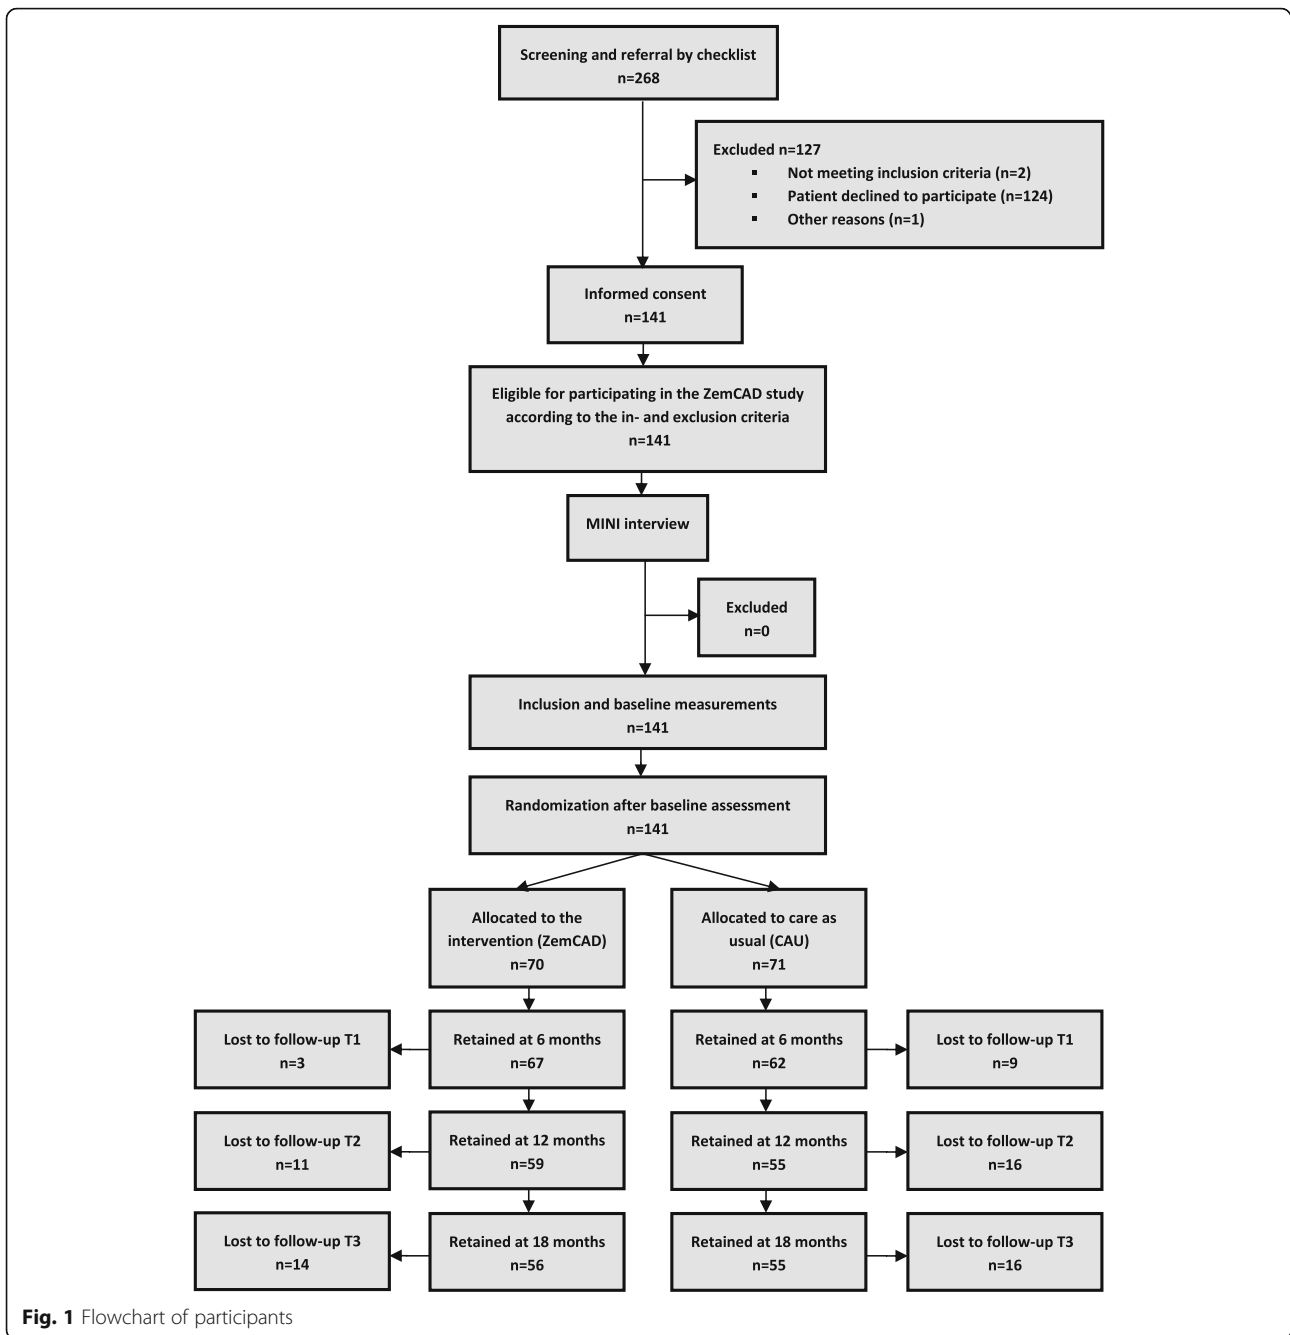 Screening and referral by checklist
n=268
Excluded n=127
▪ Not meeting inclusion criteria (n=2)
▪ Patient declined to participate (n=124)
▪ Other reasons (n=1)
Informed consent
n=141
Eligible for participating in the ZemCAD study
according to the in- and exclusion criteria
n=141
MINI interview
Excluded
n=0
Inclusion and baseline measurements
n=141
Randomization after baseline assessment
n=141
Allocated to the
intervention (ZemCAD)
n=70
Allocated to care as
usual (CAU)
n=71
Lost to follow-up T1
n=3
Retained at 6 months
n=67
Retained at 6 months
n=62
Lost to follow-up T1
n=9
Lost to follow-up T2
n=11
Retained at 12 months
n=59
Retained at 12 months
n=55
Lost to follow-up T2
n=16
Lost to follow-up T3
n=14
Retained at 18 months
n=56
Retained at 18 months
n=55
Lost to follow-up T3
n=16
Fig. 1 Flowchart of participants